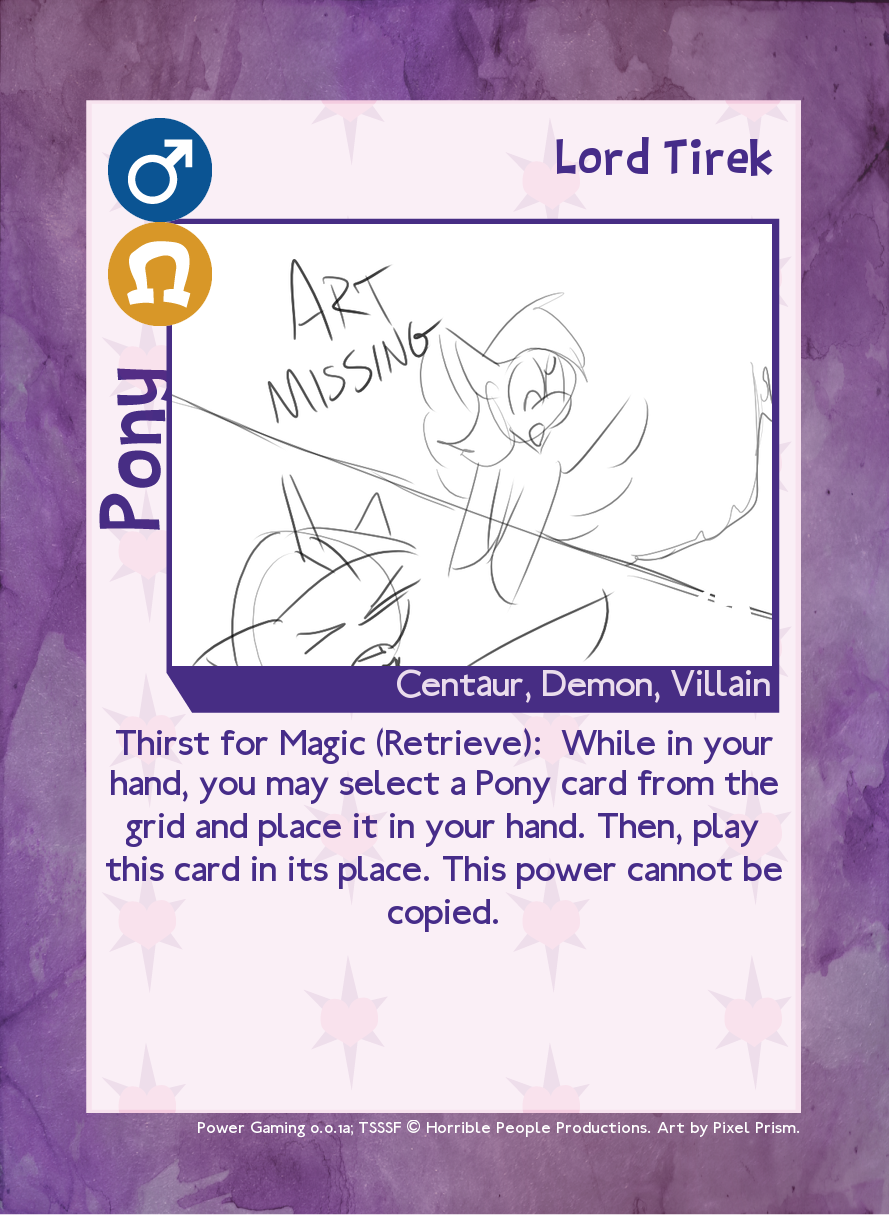 Lord Tirek
ART
MISSING
Pony
Centaur, Demon, Villain
Thirst for Magic (Retrieve):  While in your
hand, you may select a Pony card from the
grid and place it in your hand. Then, play
this card in its place. This power cannot be
copied.
Power Gaming 0.0.1a; TSSSF © Horrible People Productions. Art by Pixel Prism.